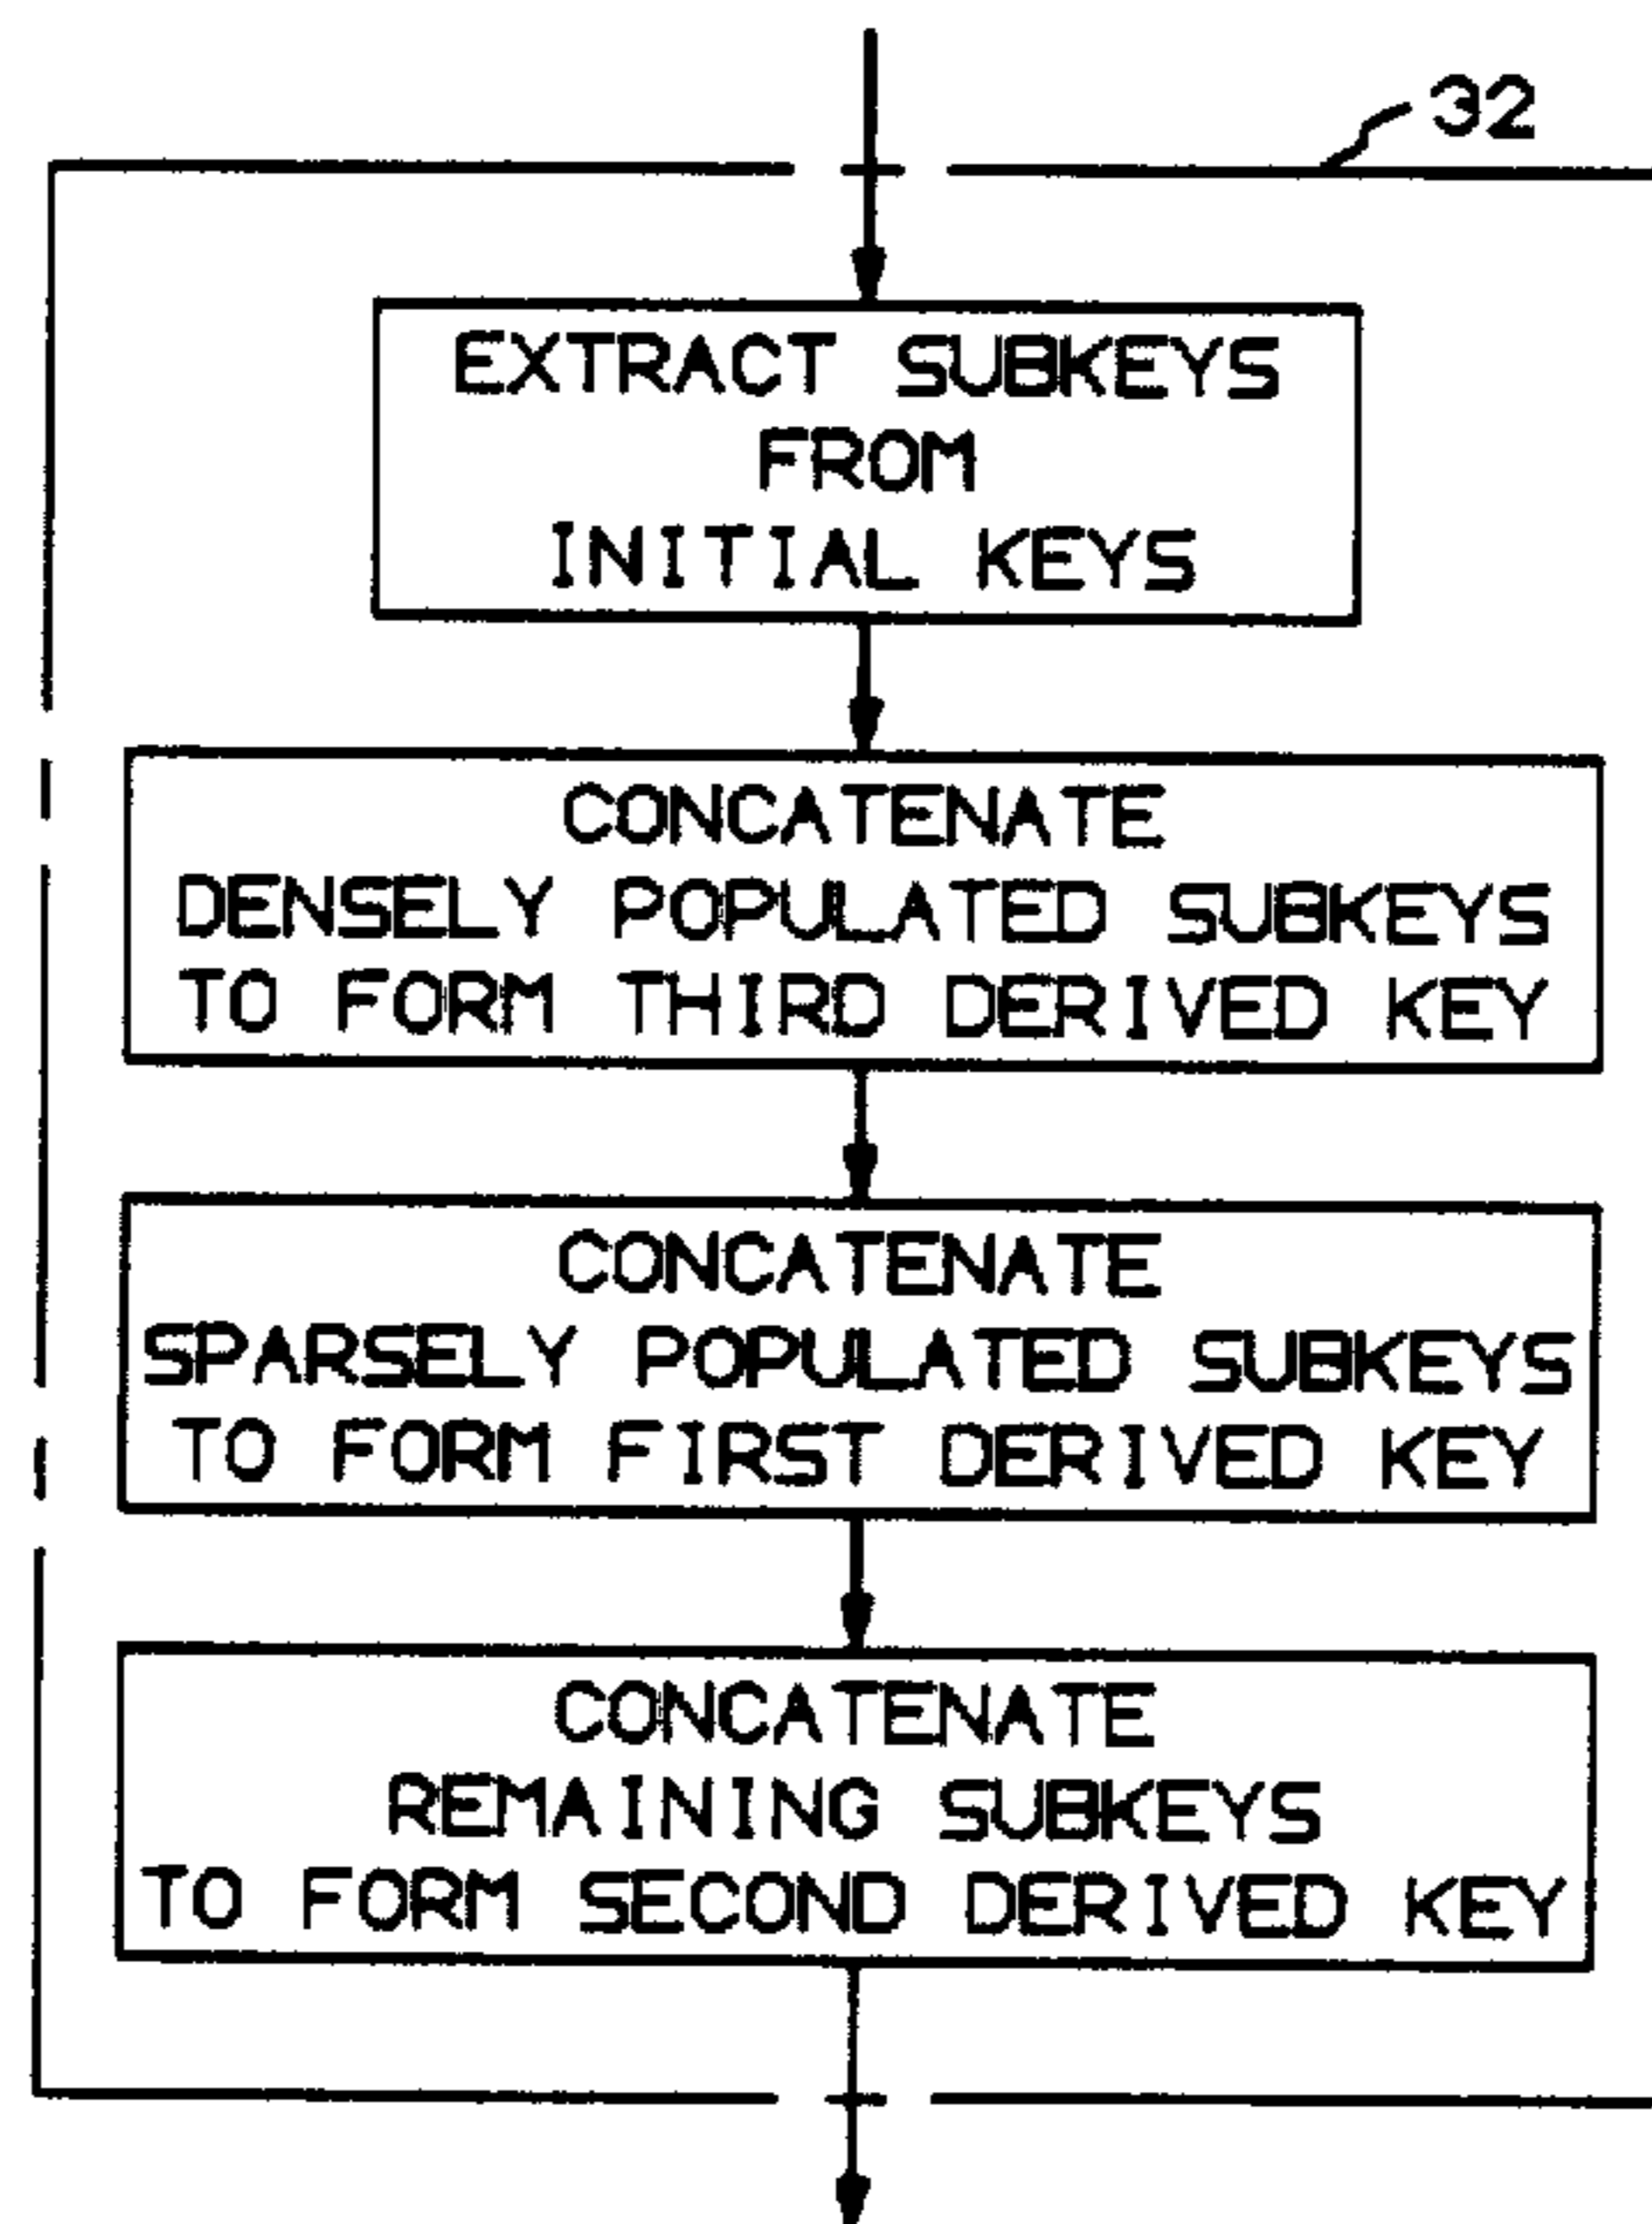 32
EXTRACT SUBKEYS
FROM
INITIAL KEYS
CONCATENATE
DENSELY POPULATED SUBKEYS
TO FORM THIRD DERIVED KEY
CONCATENATE
SPARSELY POPULATED SUBKEYS
TO FORM FIRST DERIVED KEY
CONCATENATE
REMAINING SUBKEYS
TO FORM SECOND DERIVED KEY